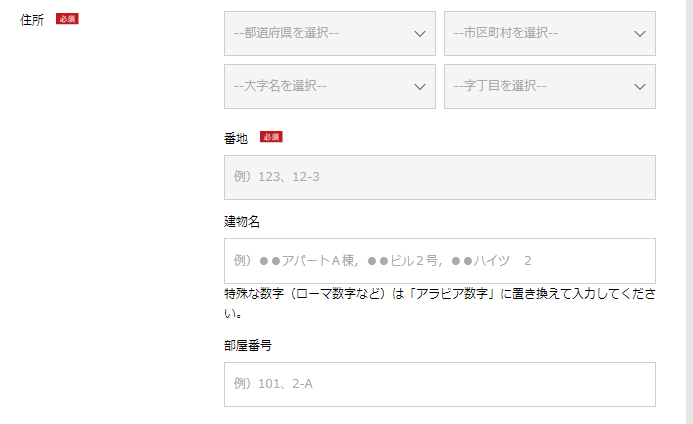 住所 必須
--都道府県を選択-- --市区町村を選択--
--大字名を選択-- --字丁目を選択--
番地 必須
例）123、12-3
建物名
例）●●アパートA棟，●●ビル２号，●●ハイツ　2
特殊な数字（ローマ数字など）は「アラビア数字」に置き換えて入力してくださ
い。
部屋番号
例）101、2-A